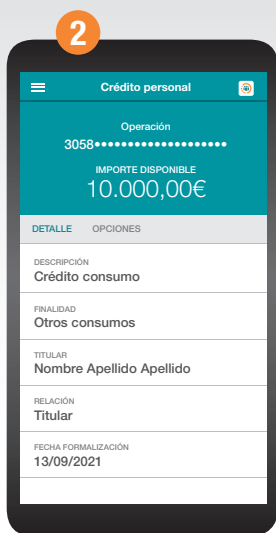 2
Crédito personal
Operación
3058••••••••••••••••••••
IMPORTE DISPONIBLE
10.000,00€
DETALLE OPCIONES
DESCRIPCIÓN
Crédito consumo
FINALIDAD
Otros consumos
TITULAR
Nombre Apellido Apellido
RELACIÓN
Titular
FECHA FORMALIZACIÓN
13/09/2021